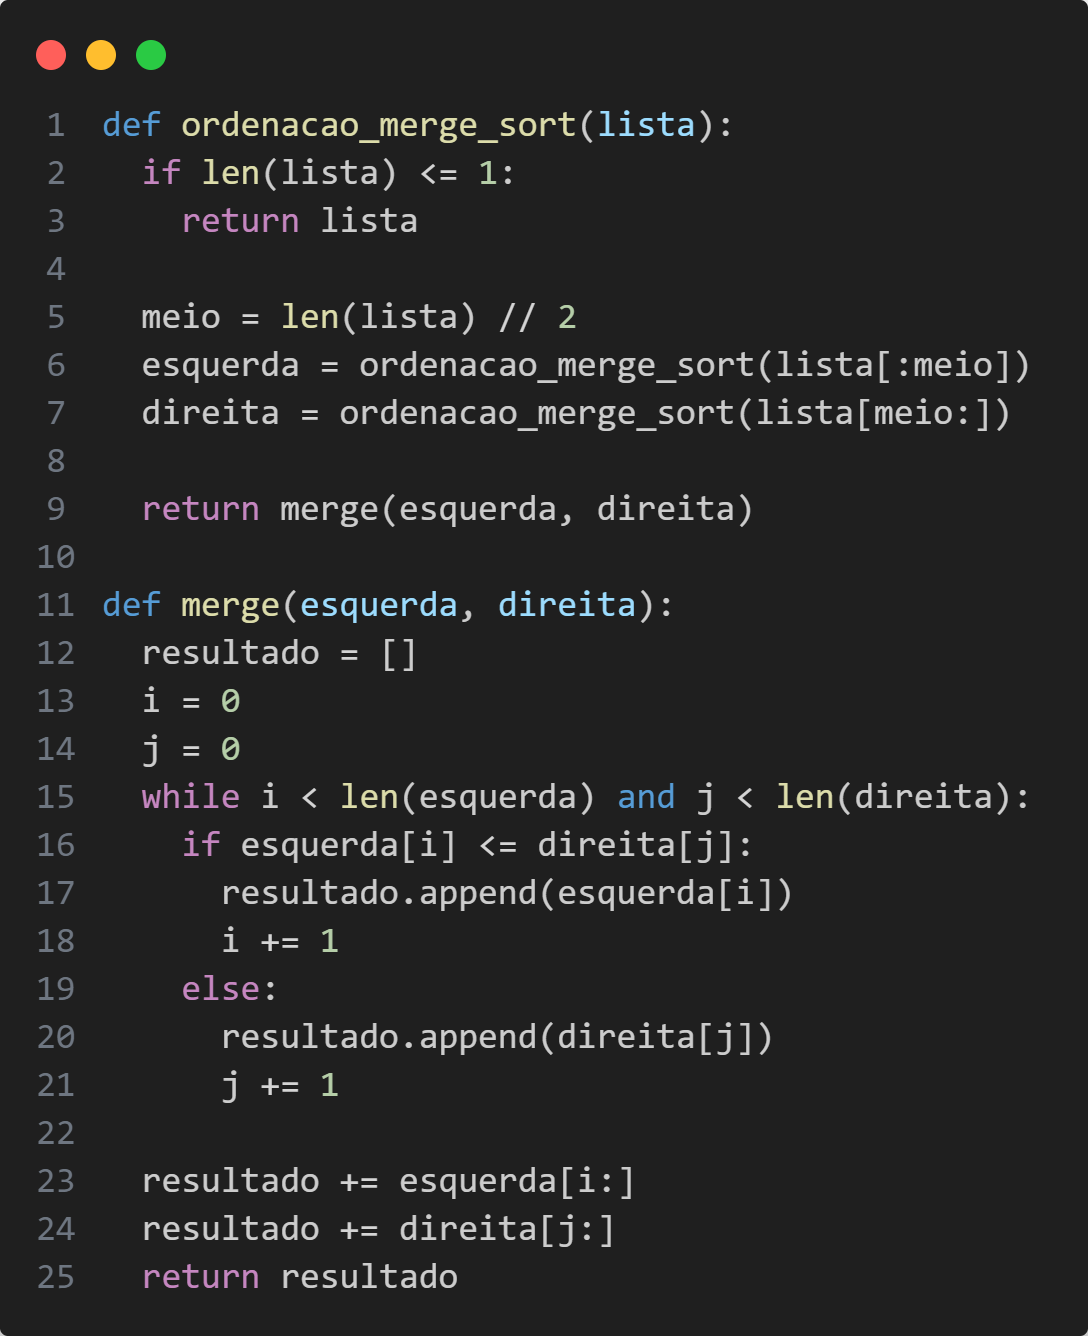 1 def ordenacao_merge_sort(lista):
2   if len(lista) <= 1:
3     return lista
4
5   meio = len(lista) // 2
6   esquerda = ordenacao_merge_sort(lista[:meio])
7   direita = ordenacao_merge_sort(lista[meio:])
8
9   return merge(esquerda, direita)
10
11 def merge(esquerda, direita):
12   resultado = []
13   i = 0
14   j = 0
15   while i < len(esquerda) and j < len(direita):
16     if esquerda[i] <= direita[j]:
17       resultado.append(esquerda[i])
18       i += 1
19     else:
20       resultado.append(direita[j])
21       j += 1
22
23   resultado += esquerda[i:]
24   resultado += direita[j:]
25   return resultado